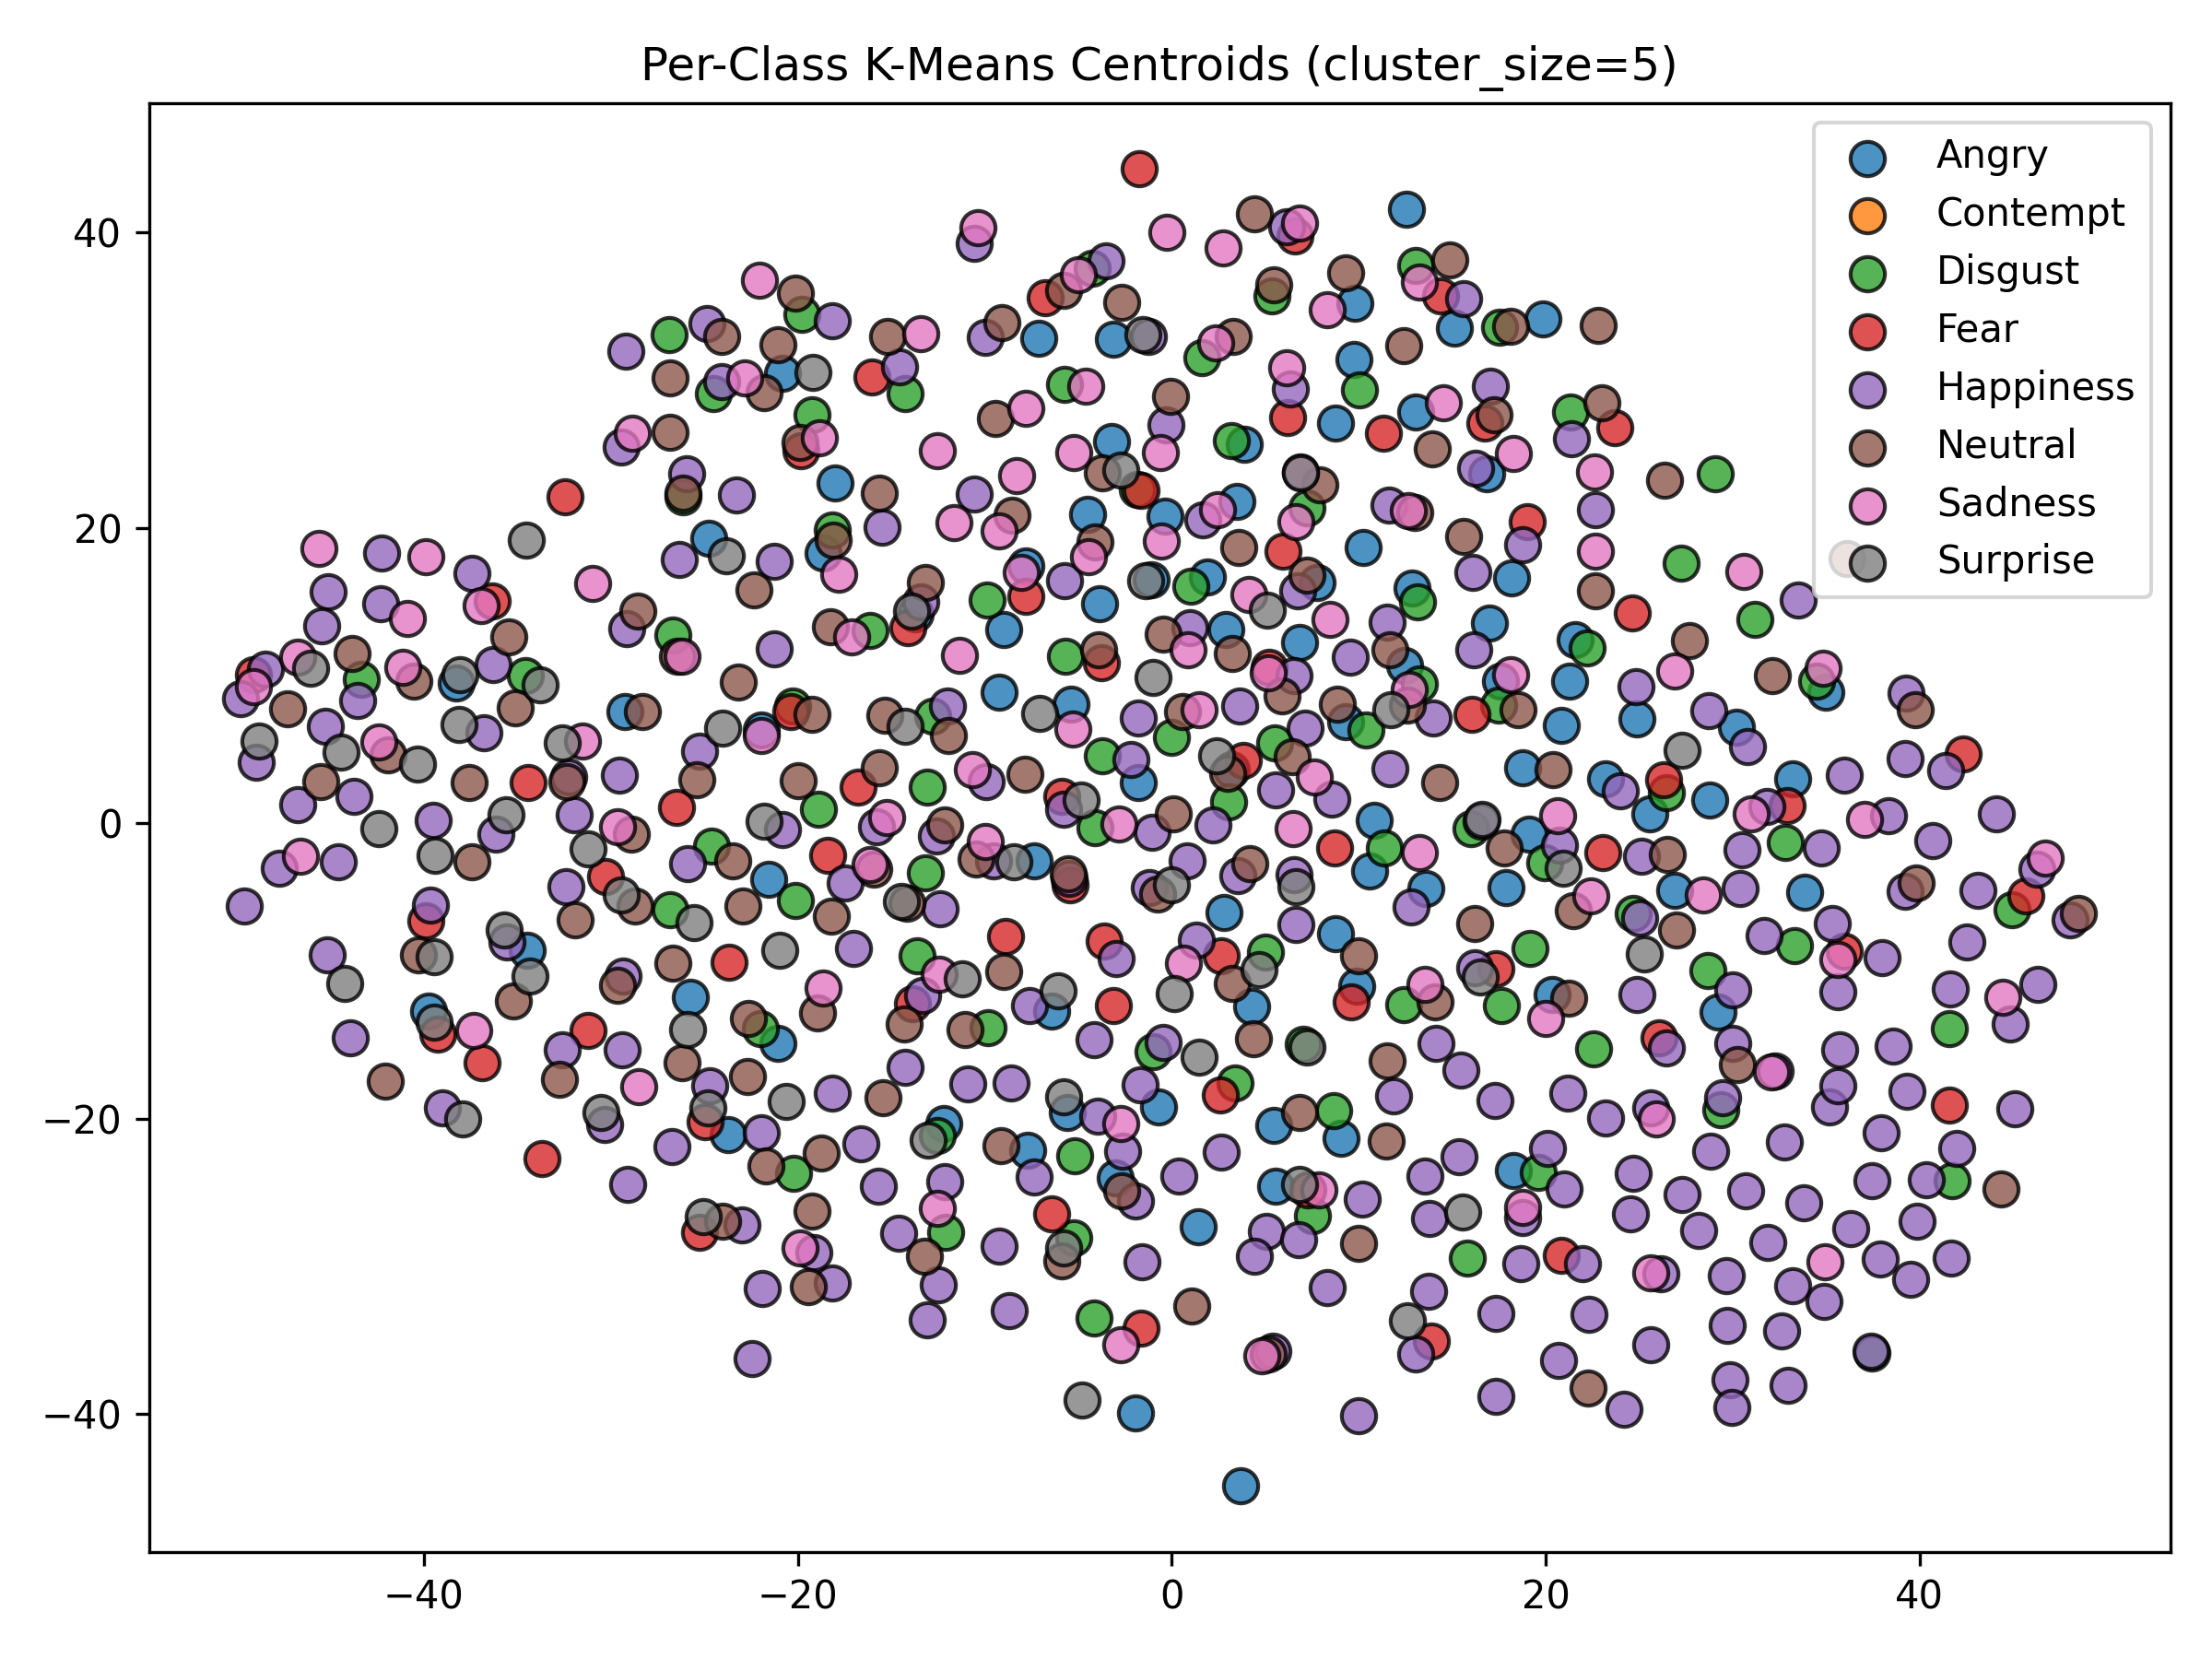 Per-Class K-Means Centroids (cluster_size=5)
Angry
Contempt
Disgust
Fear
Happiness
Neutral
Sadness
Surprise
40
20
0
−20
−40
−40
−20
0
20
40